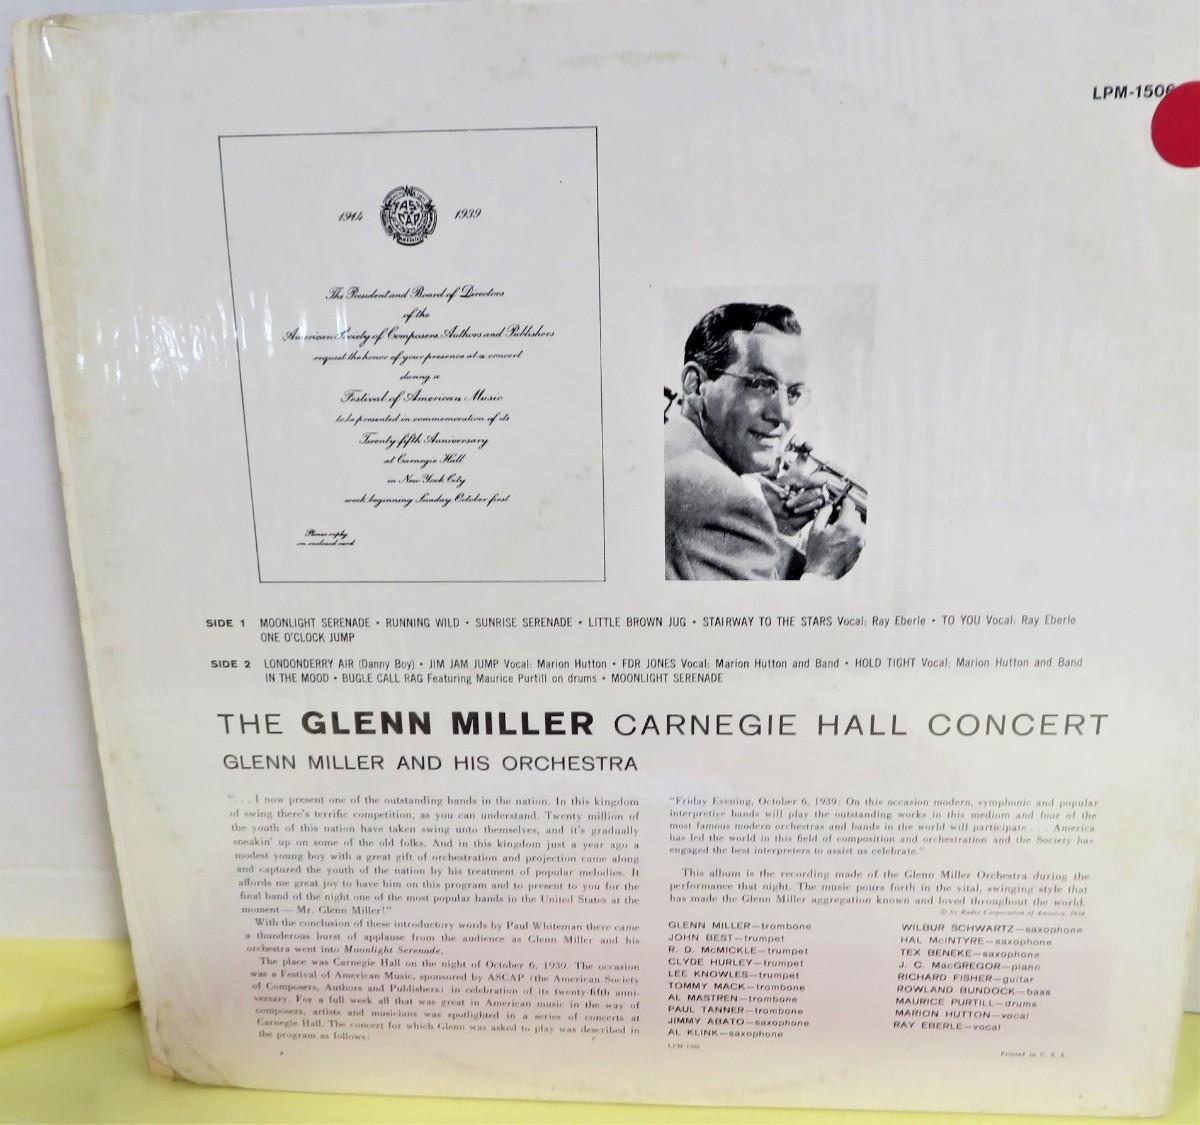 LPM-1506
1914 1939
AS
CAP
The President and Board of Directors
of the
American Society of Composers, Authors and Publishers
request the honor of your presence at a concert
during a
Festival of American Music
to be presented in commemoration of its
Twenty-fifth Anniversary
at Carnegie Hall
in New York City
week beginning Sunday, October first
Please reply
on enclosed card
SIDE 1 MOONLIGHT SERENADE • RUNNING WILD • SUNRISE SERENADE • LITTLE BROWN JUG • STAIRWAY TO THE STARS Vocal: Ray Eberle • TO YOU Vocal: Ray Eberle
ONE O'CLOCK JUMP
SIDE 2 LONDONDERRY AIR (Danny Boy) • JIM JAM JUMP Vocal: Marion Hutton • FDR JONES Vocal: Marion Hutton and Band • HOLD TIGHT Vocal: Marion Hutton and Band
IN THE MOOD • BUGLE CALL RAG Featuring Maurice Purtill on drums • MOONLIGHT SERENADE
THE GLENN MILLER CARNEGIE HALL CONCERT
GLENN MILLER AND HIS ORCHESTRA
". . . I now present one of the outstanding bands in the nation. In this kingdom
of swing there's terrific competition, as you can understand. Twenty million of
the youth of this nation have taken swing unto themselves, and it's gradually
sneakin' up on some of the old folks. And in this kingdom just a year ago a
modest young boy with a great gift of orchestration and projection came along
and captured the youth of the nation by his treatment of popular melodies. It
affords me great joy to have him on this program and to present to you for the
final band of the night one of the most popular bands in the United States at the
moment — Mr. Glenn Miller!"
With the conclusion of these introductory words by Paul Whiteman there came
a thunderous burst of applause from the audience as Glenn Miller and his
orchestra went into Moonlight Serenade.
The place was Carnegie Hall on the night of October 6, 1939. The occasion
was a Festival of American Music, sponsored by ASCAP (the American Society
of Composers, Authors and Publishers) in celebration of its twenty-fifth anni-
versary. For a full week all that was great in American music in the way of
composers, artists and musicians was spotlighted in a series of concerts at
Carnegie Hall. The concert for which Glenn was asked to play was described in
the program as follows:
"Friday Evening, October 6, 1939: On this occasion modern, symphonic and popular
interpretive bands will play the outstanding works in this medium and four of the
most famous modern orchestras and bands in the world will participate . . . America
has led the world in this field of composition and orchestration and the Society has
engaged the best interpreters to assist us celebrate."
This album is the recording made of the Glenn Miller Orchestra during the
performance that night. The music pours forth in the vital, swinging style that
has made the Glenn Miller aggregation known and loved throughout the world.
© by Radio Corporation of America, 1958
GLENN MILLER—trombone
JOHN BEST—trumpet
R. D. McMICKLE—trumpet
CLYDE HURLEY—trumpet
LEE KNOWLES—trumpet
TOMMY MACK—trombone
AL MASTREN—trombone
PAUL TANNER—trombone
JIMMY ABATO—saxophone
AL KLINK—saxophone
WILBUR SCHWARTZ—saxophone
HAL McINTYRE—saxophone
TEX BENEKE—saxophone
J. C. MacGREGOR—piano
RICHARD FISHER—guitar
ROWLAND BUNDOCK—bass
MAURICE PURTILL—drums
MARION HUTTON—vocal
RAY EBERLE—vocal
LPM-1506
Printed in U. S. A.